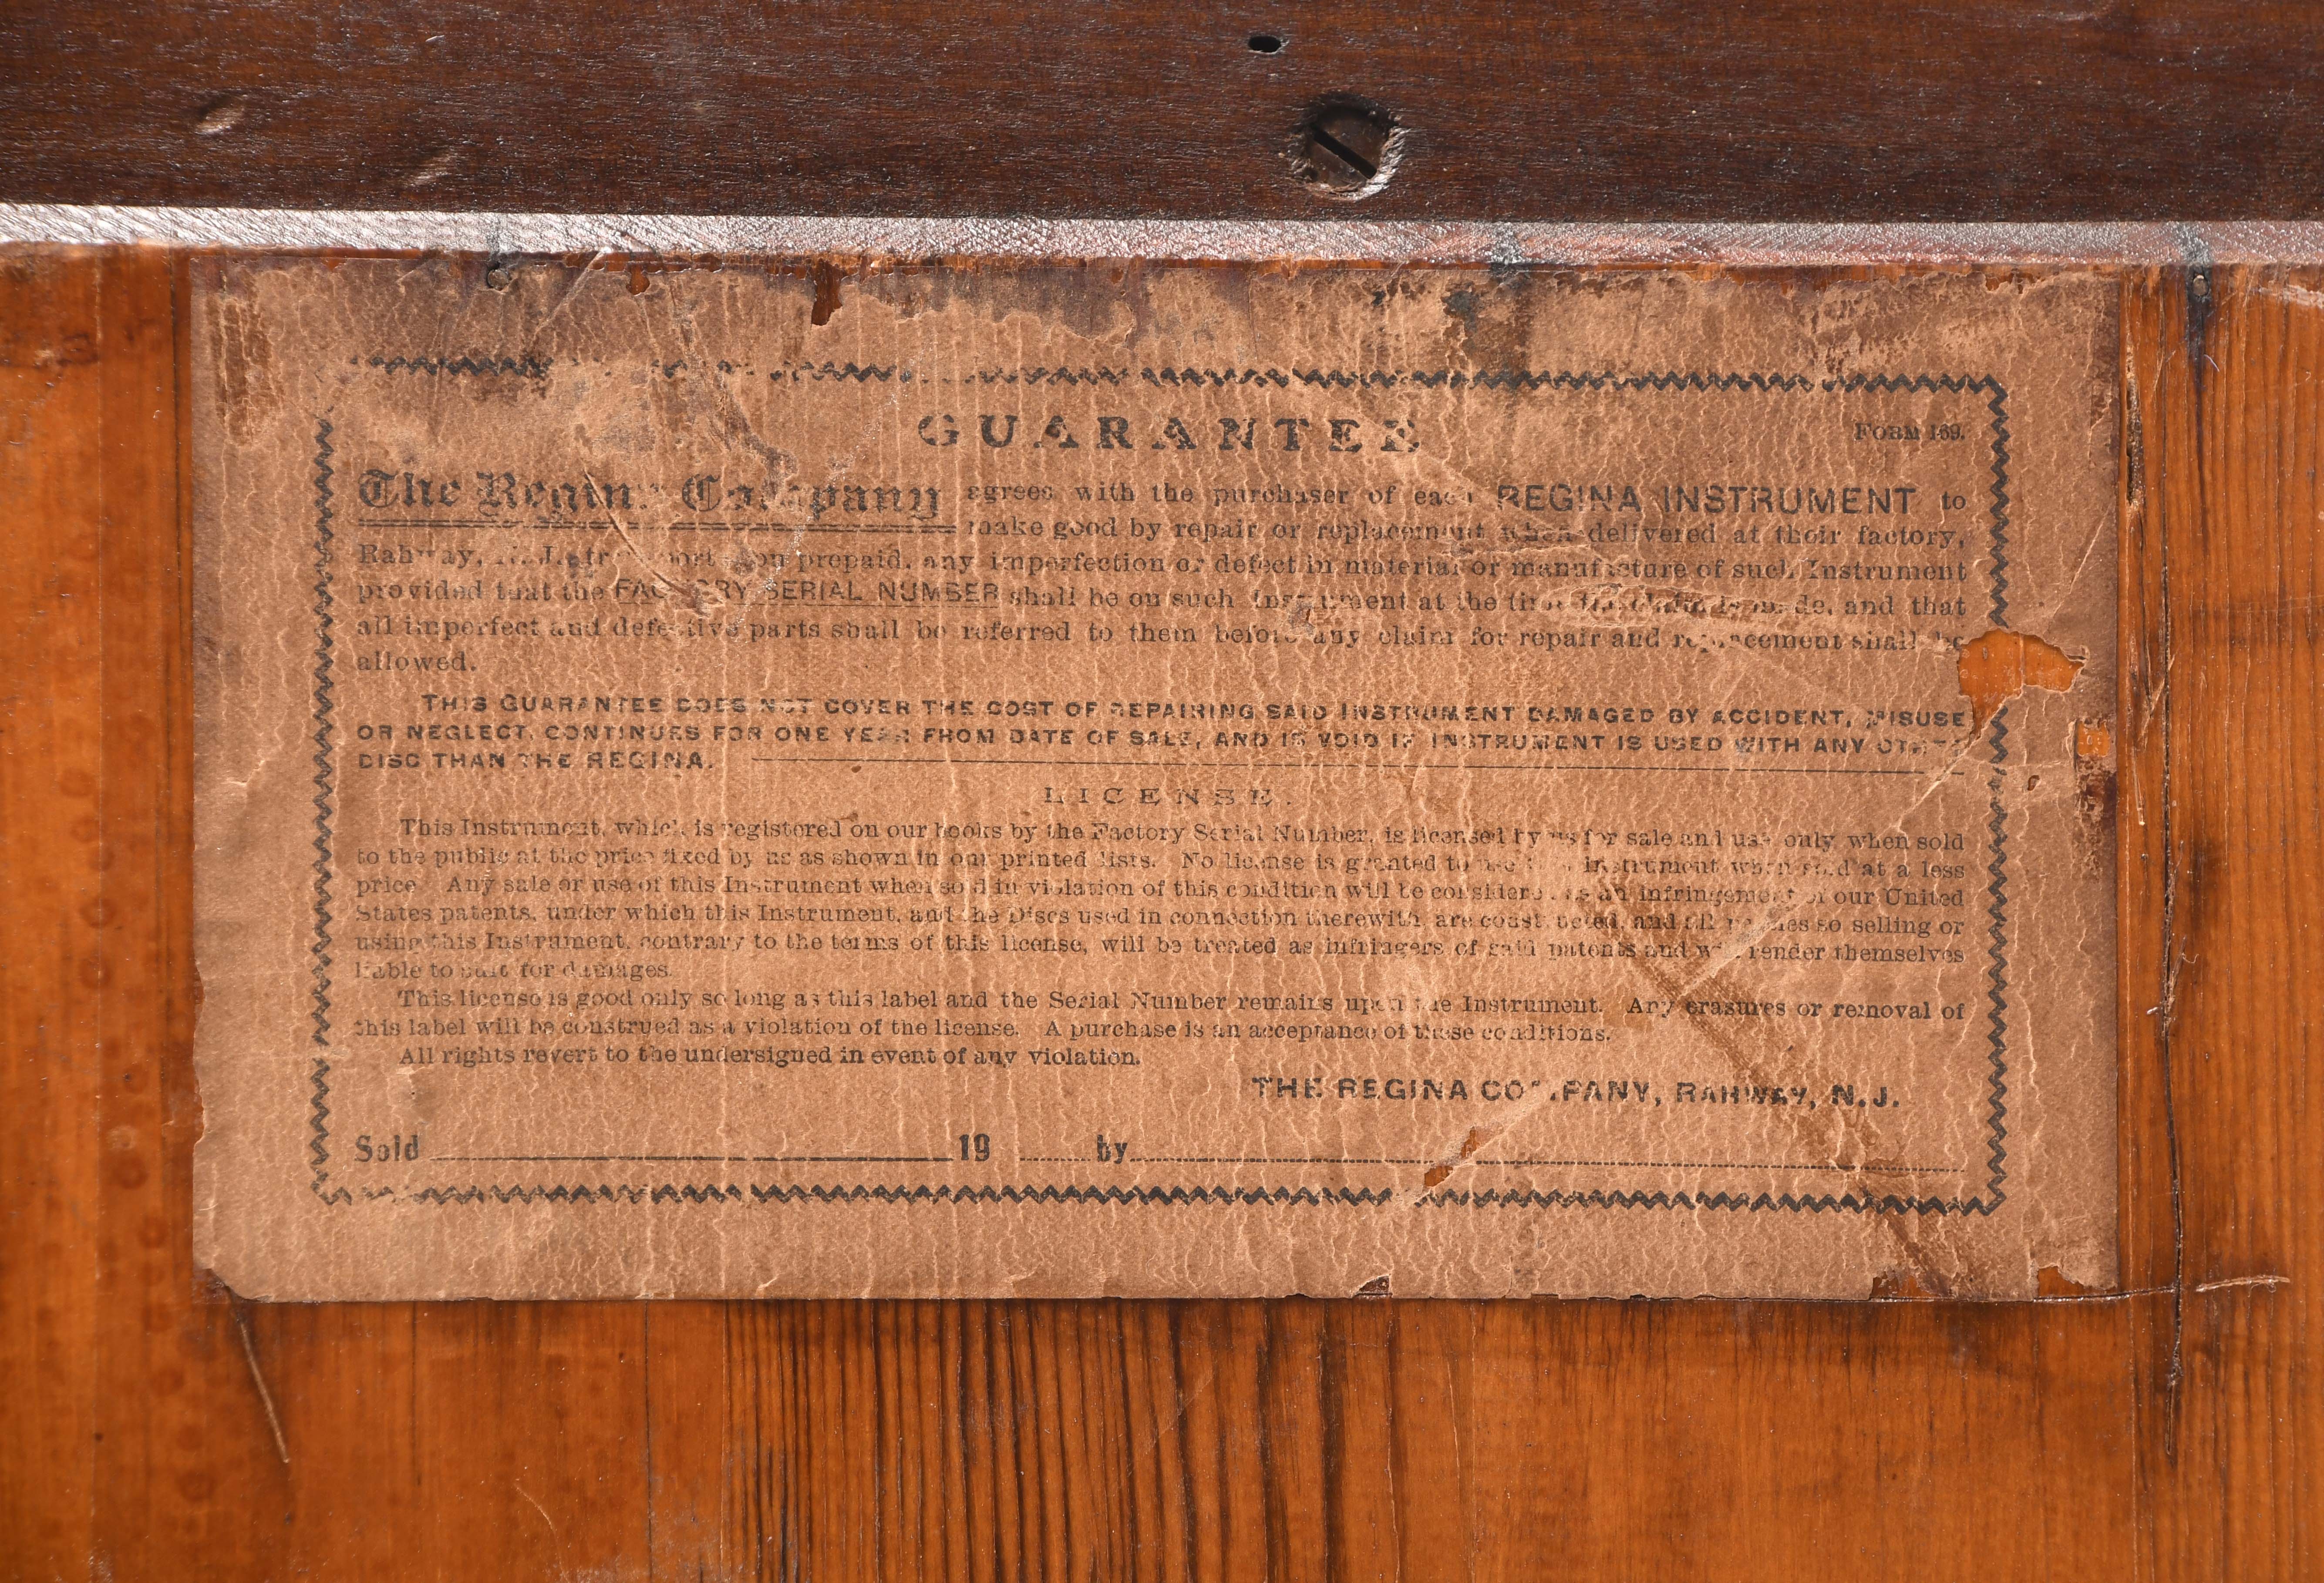 GUARANTEE
FORM 169.
The Regina Company agrees with the purchaser of each REGINA INSTRUMENT to
make good by repair or replacement when delivered at their factory,
Rahway, N.J., prepaid, any imperfection or defect in material or manufacture of such Instrument
provided that the FACTORY SERIAL NUMBER shall be on such Instrument at the time and that
all imperfect and defective parts shall be referred to them before any claim for repair and replacement shall be
allowed.
THIS GUARANTEE DOES NOT COVER THE COST OF REPAIRING SAID INSTRUMENT DAMAGED BY ACCIDENT, MISUSE
OR NEGLECT, CONTINUES FOR ONE YEAR FROM DATE OF SALE, AND IS VOID IF INSTRUMENT IS USED WITH ANY OTHER
DISC THAN THE REGINA.
LICENSE.
This Instrument, which is registered on our books by the Factory Serial Number, is licensed by us for sale and use only when sold
to the public at the price fixed by us as shown in our printed lists. No license is granted to use this instrument when sold at a less
price. Any sale or use of this Instrument when sold in violation of this condition will be considered as an infringement of our United
States patents, under which this Instrument, and the Discs used in connection therewith, are constructed, and all parties so selling or
using this Instrument, contrary to the terms of this license, will be treated as infringers of said patents and will render themselves
liable to suit for damages.
This license is good only so long as this label and the Serial Number remains upon the Instrument. Any erasures or removal of
this label will be construed as a violation of the license. A purchase is an acceptance of these conditions.
All rights revert to the undersigned in event of any violation.
THE REGINA COMPANY, RAHWAY, N.J.
Sold 19 by